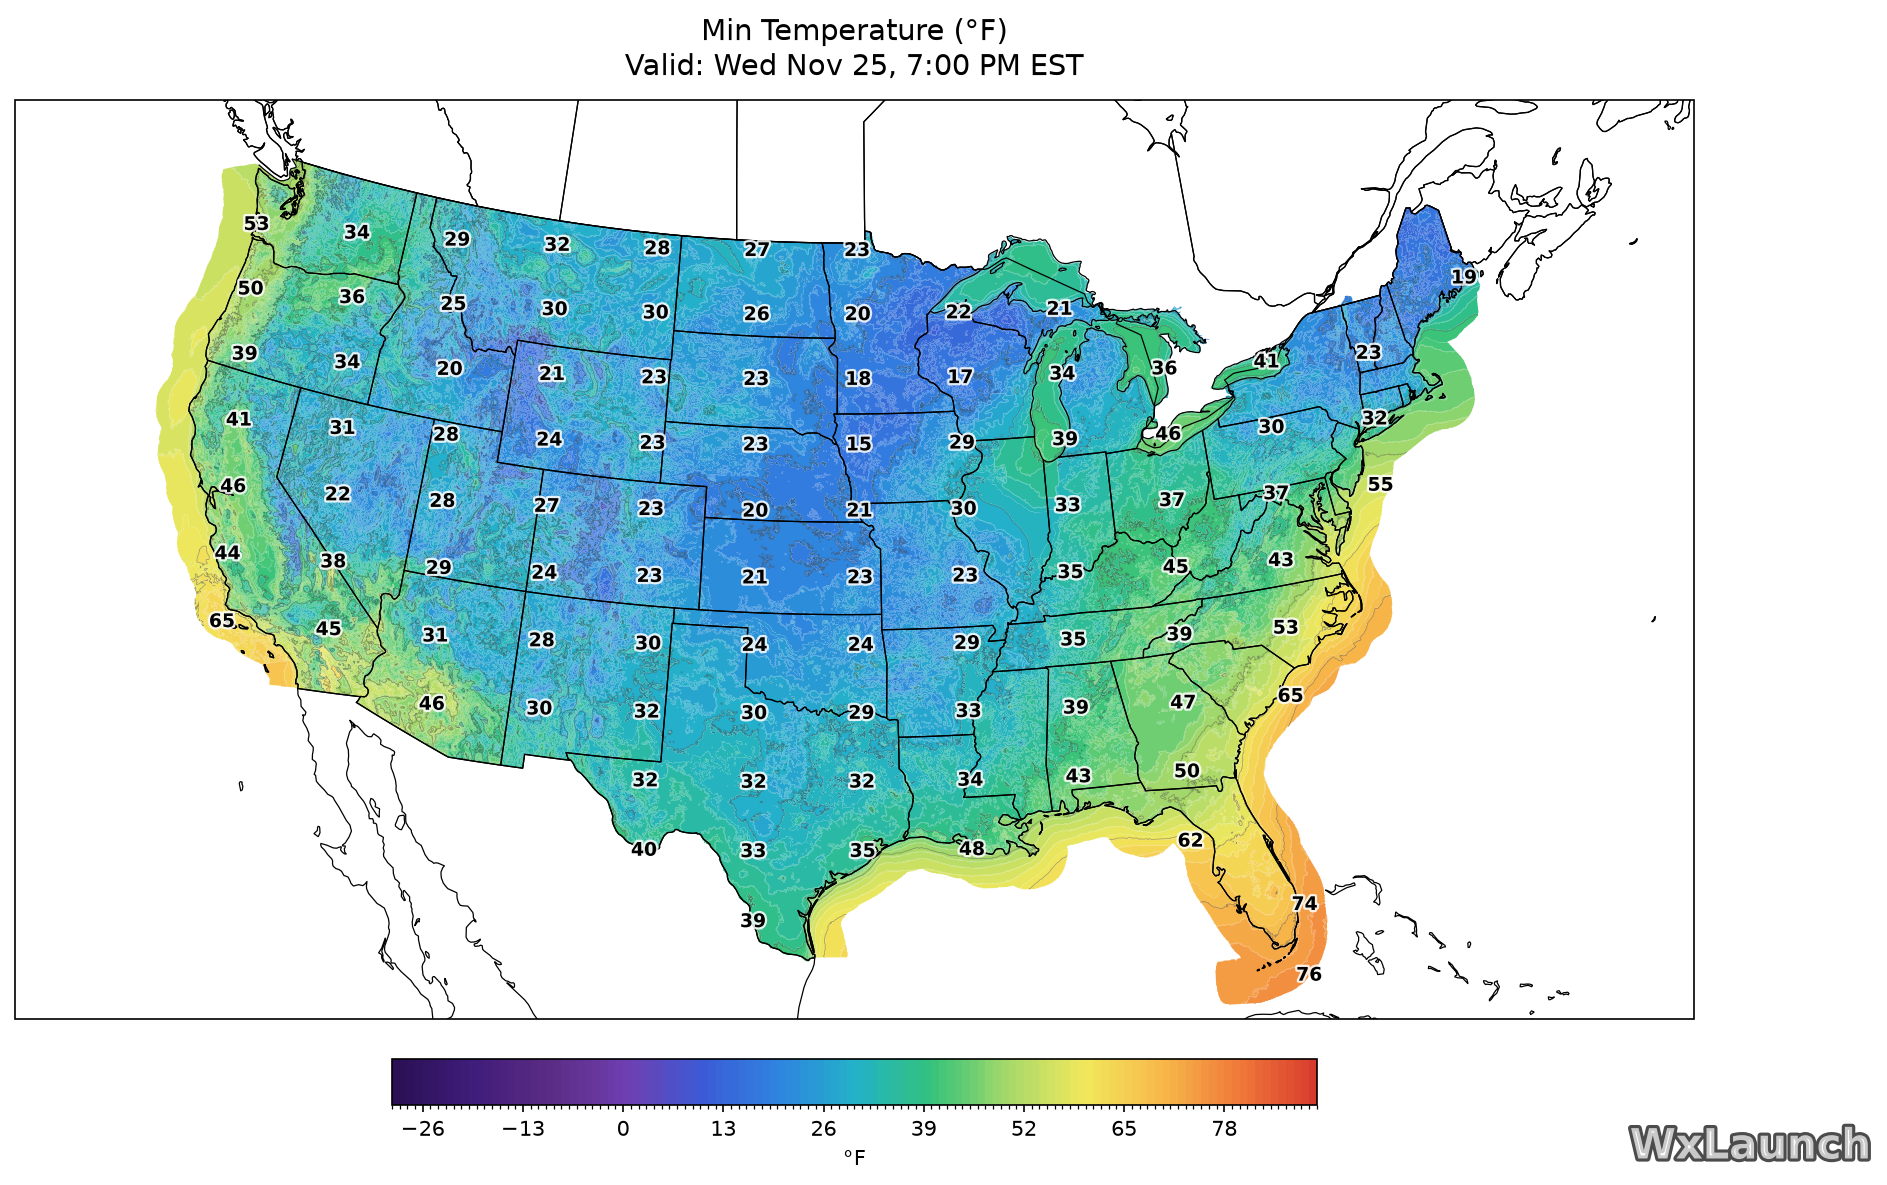 Min Temperature (°F)
Valid: Wed Nov 25, 7:00 PM EST
53 34 29 32 28 27 23
50 36 25 30 30 26 20 22 21 19
39 34 20 21 23 23 18 17 34 36 41 23
41 31 28 24 23 23 15 29 39 46 30 32
46 22 28 27 23 20 21 30 33 37 37 55
44 38 29 24 23 21 23 23 35 45 43
65 45 31 28 30 24 24 29 35 39 53
46 30 32 30 29 33 39 47 65
32 32 32 34 43 50
40 33 35 48 62
39 74
76
−26 −13 0 13 26 39 52 65 78
°F
WxLaunch